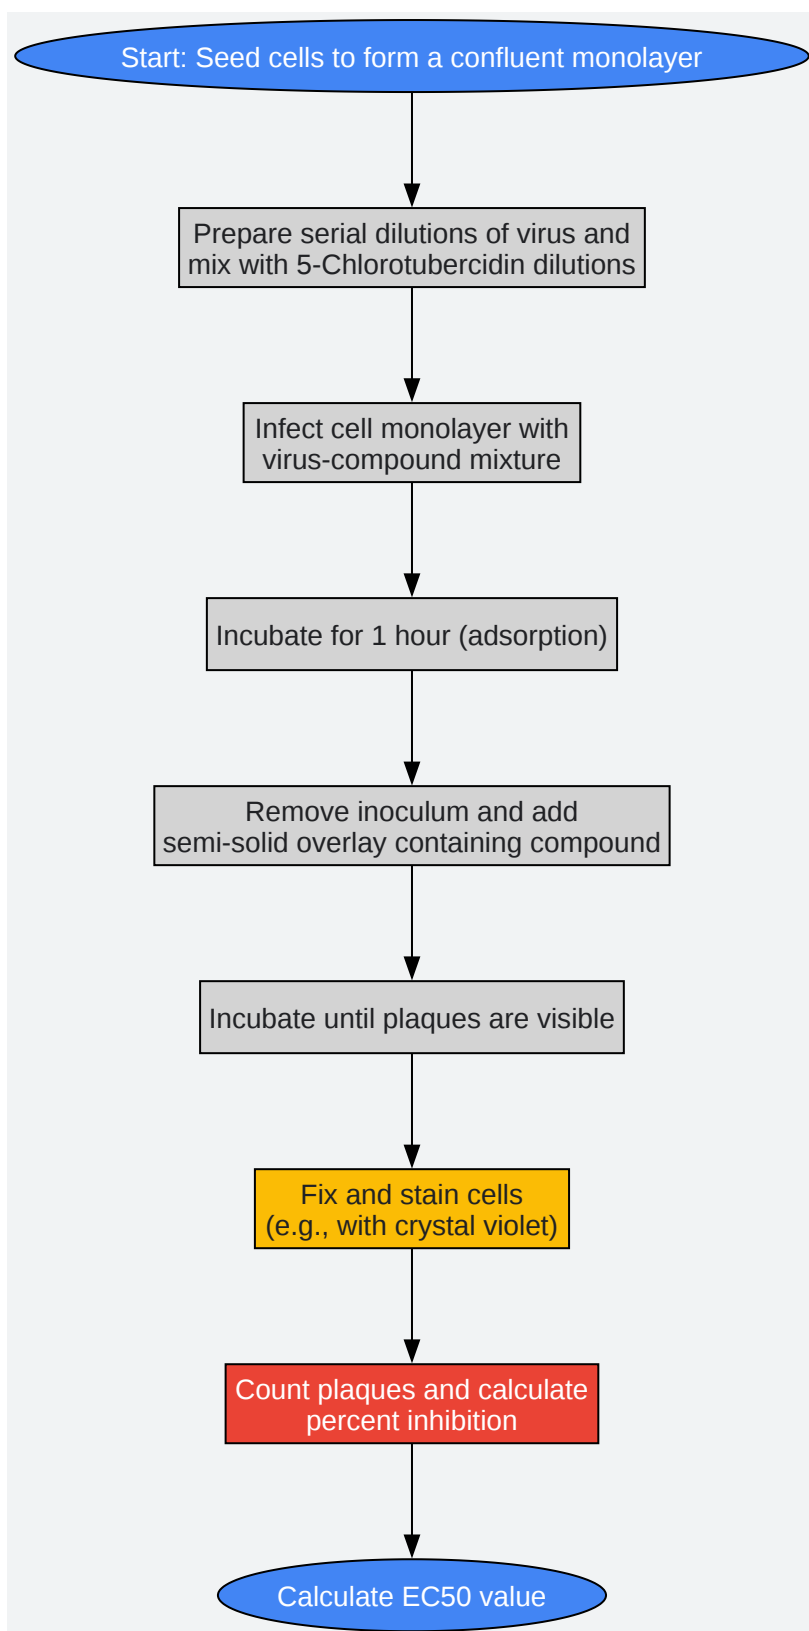 Start: Seed cells to form a confluent monolayer
Prepare serial dilutions of virus and
mix with 5-Chlorotubercidin dilutions
Infect cell monolayer with
virus-compound mixture
Incubate for 1 hour (adsorption)
Remove inoculum and add
semi-solid overlay containing compound
Incubate until plaques are visible
Fix and stain cells
(e.g., with crystal violet)
Count plaques and calculate
percent inhibition
Calculate EC50 value